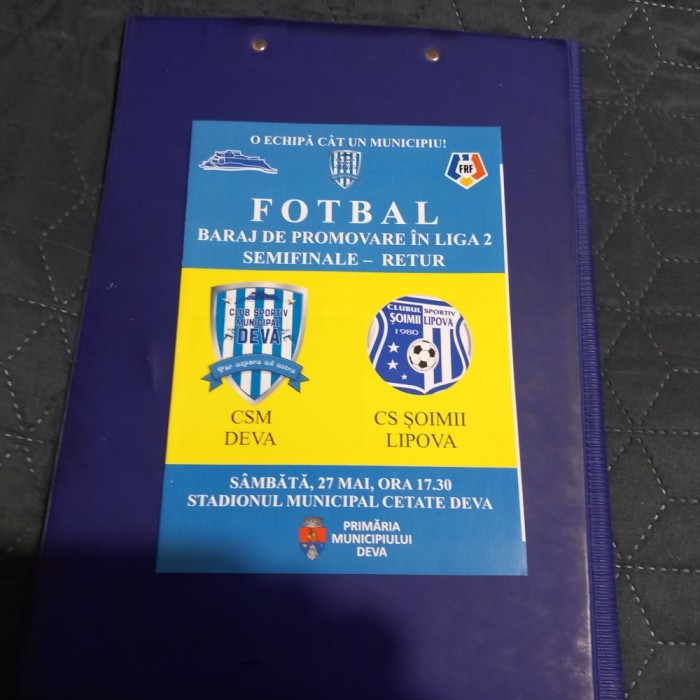 O ECHIPĂ CÂT UN MUNICIPIU!
FRF
FOTBAL
BARAJ DE PROMOVARE ÎN LIGA 2
SEMIFINALE – RETUR
CLUB SPORTIV
MUNICIPAL
DEVA
Per aspera ad astra
CLUBUL SPORTIV
ȘOIMII LIPOVA
1980
CSM
DEVA
CS ȘOIMII
LIPOVA
SÂMBĂTĂ, 27 MAI, ORA 17.30
STADIONUL MUNICIPAL CETATE DEVA
PRIMĂRIA
MUNICIPIULUI
DEVA